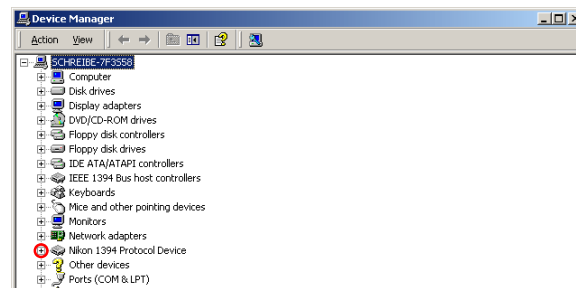 Device Manager
Action View
SCHREIBE-7F3S58
Computer
Disk drives
Display adapters
DVD/CD-ROM drives
Floppy disk controllers
Floppy disk drives
IDE ATA/ATAPI controllers
IEEE 1394 Bus host controllers
Keyboards
Mice and other pointing devices
Monitors
Network adapters
Nikon 1394 Protocol Device
Other devices
Ports (COM & LPT)